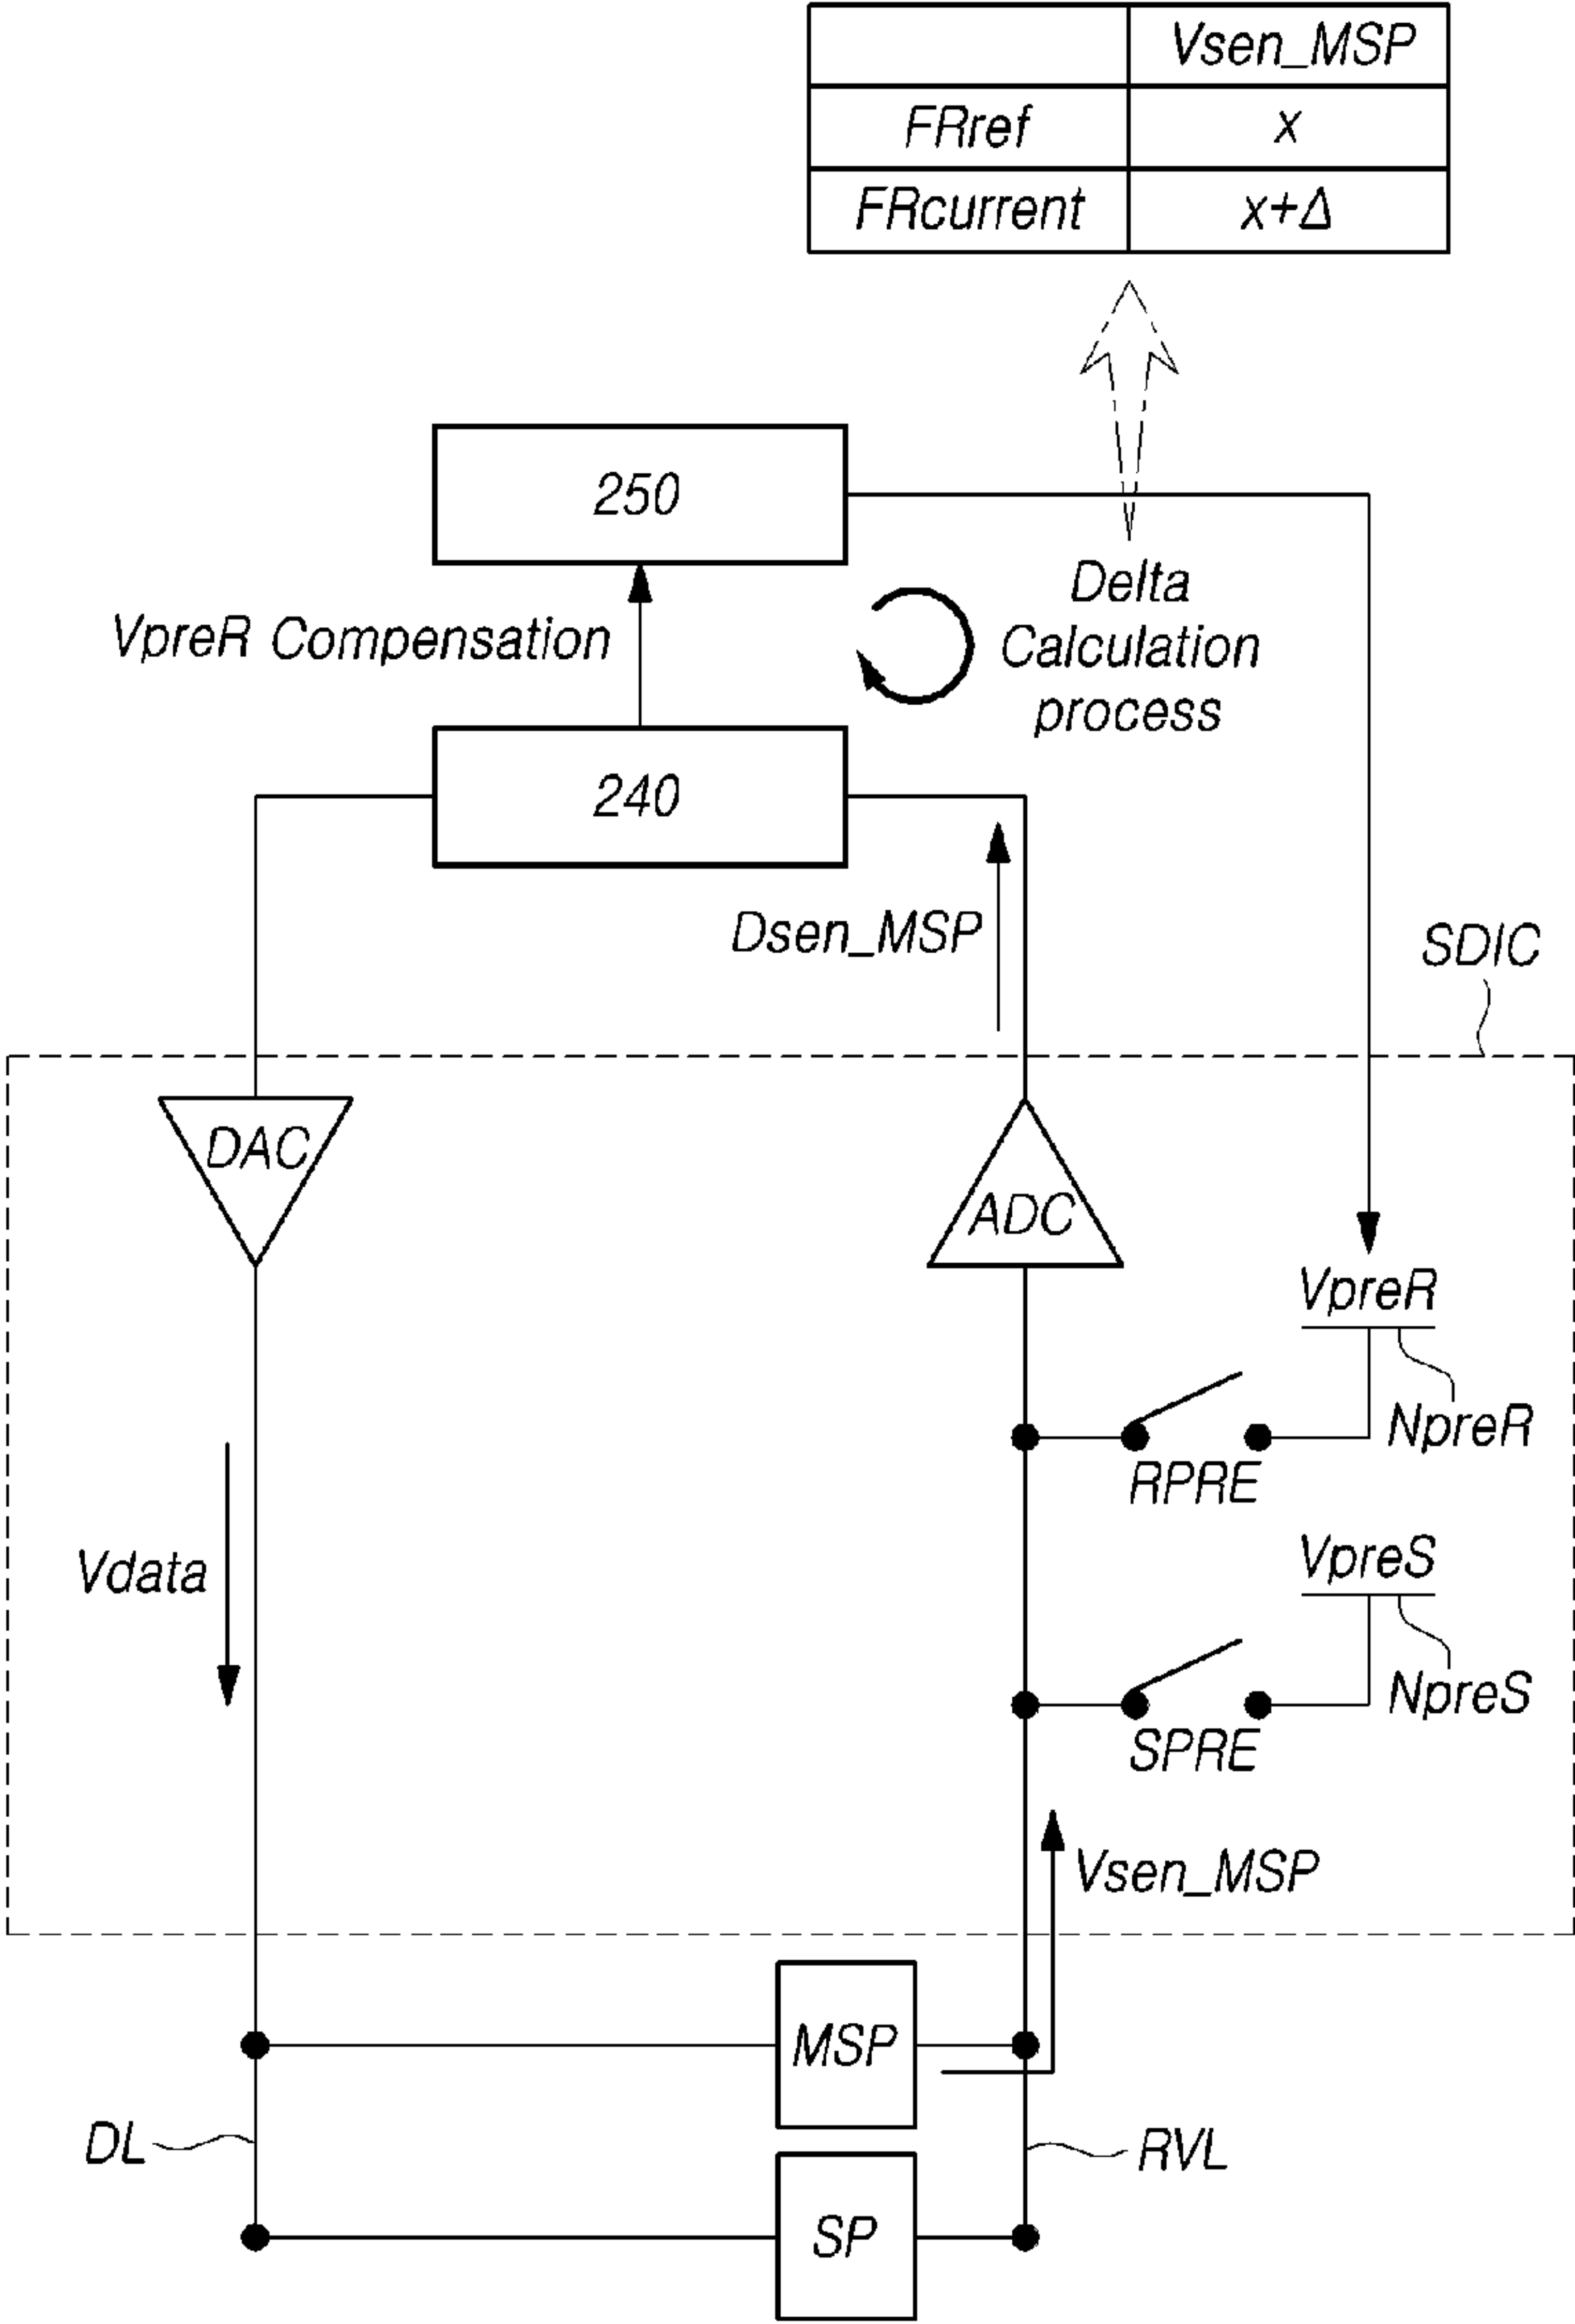 Vsen_MSP
FRref x
FRcurrent x+Δ
250
Delta
Calculation
process
VpreR Compensation
240
Dsen_MSP
SDIC
DAC
ADC
VpreR
NpreR
RPRE
Vdata
VpreS
NpreS
SPRE
Vsen_MSP
MSP
DL
RVL
SP